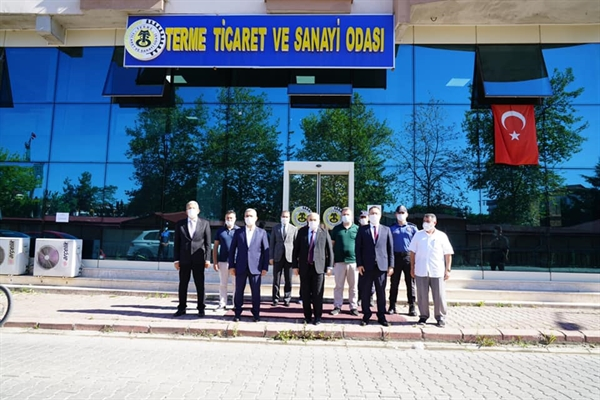 TERME TİCARET VE SANAYİ ODASI